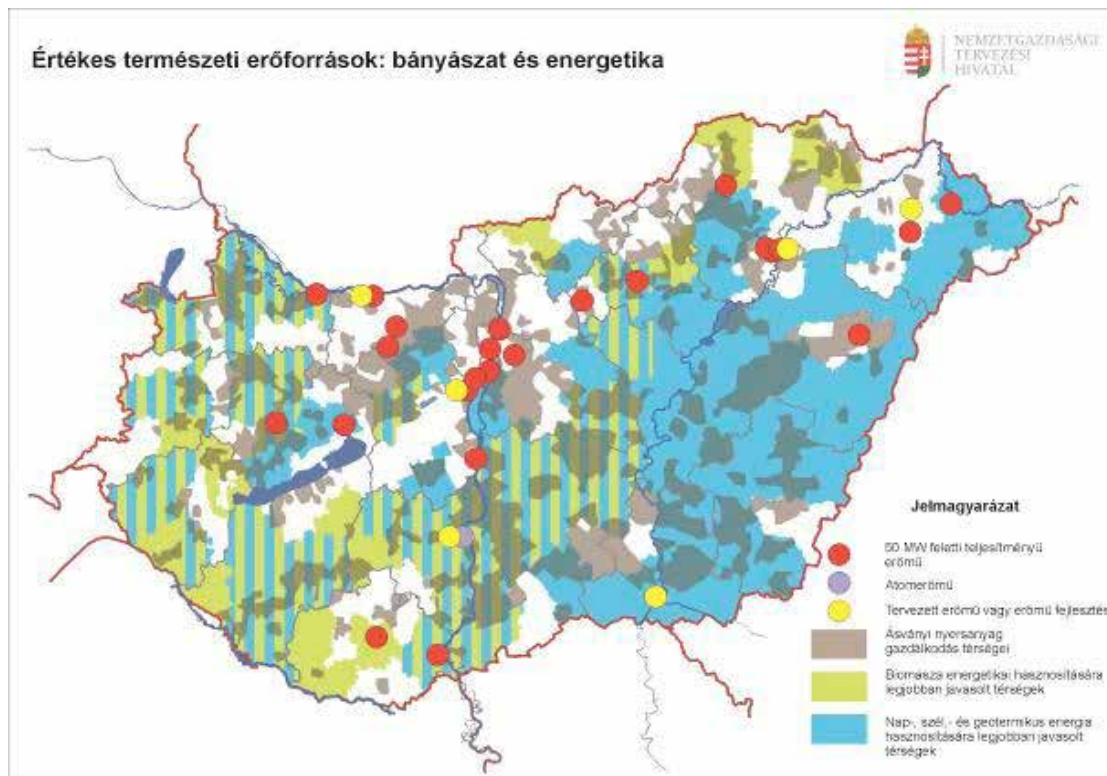 Értékes természeti erőforrások: bányászat és energetika
NEMZETGAZDASÁGI
TERVEZÉSI
HIVATAL
Jelmagyarázat
50 MW feletti teljesítményű
erőmű
Atomerőmű
Tervezett erőmű vagy erőmű fejlesztés
Ásványi nyersanyag
gazdálkodás térségei
Biomassza energetikai hasznosítására
legjobban javasolt térségek
Nap-, szél,- és geotermikus energia
hasznosítására legjobban javasolt
térségek